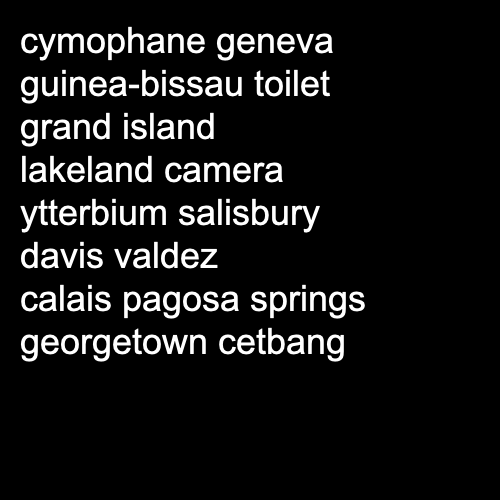 cymophane geneva
guinea-bissau toilet
grand island
lakeland camera
ytterbium salisbury
davis valdez
calais pagosa springs
georgetown cetbang